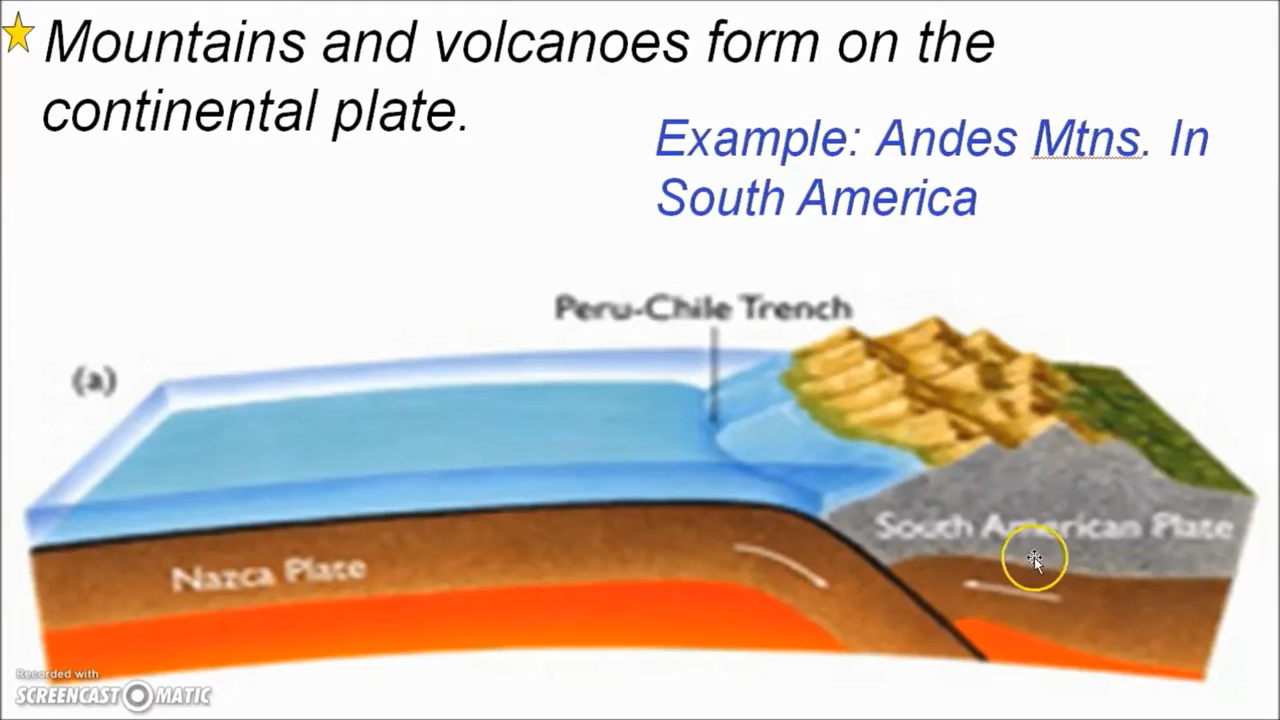 Mountains and volcanoes form on the
continental plate.
Example: Andes Mtns. In
South America
Peru-Chile Trench
(a)
South American Plate
Nazca Plate
Recorded with
SCREENCAST MATIC